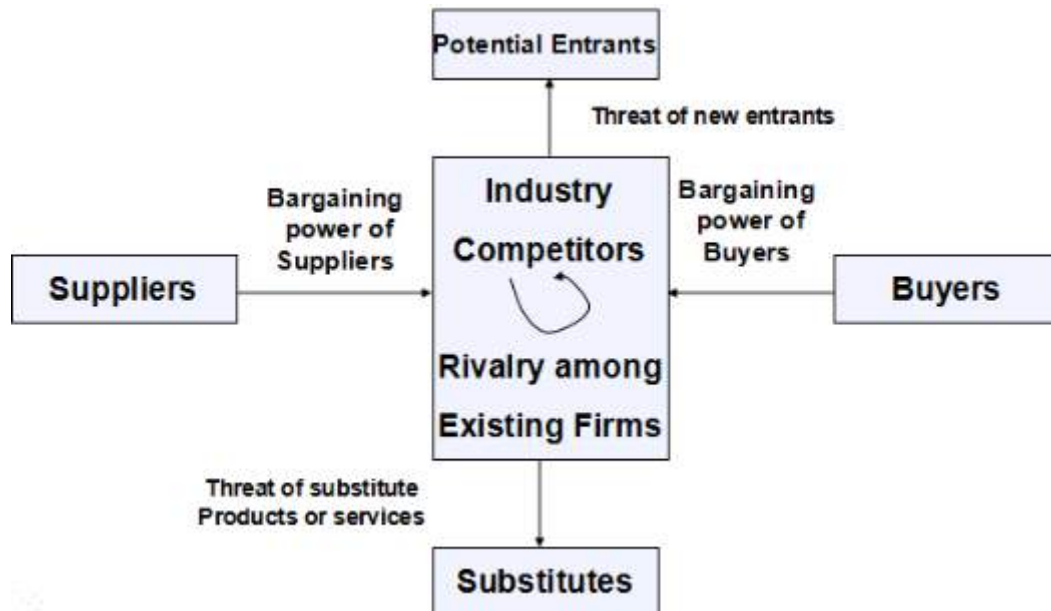 Potential Entrants
Threat of new entrants
Industry
Competitors
Rivalry among
Existing Firms
Bargaining
power of
Suppliers
Bargaining
power of
Buyers
Suppliers
Buyers
Threat of substitute
Products or services
Substitutes